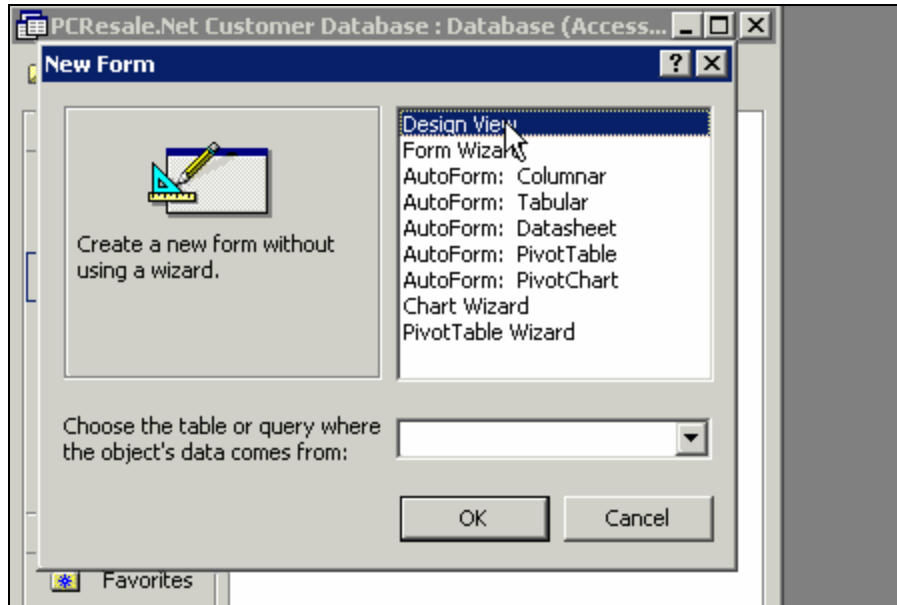 PCResale.Net Customer Database : Database (Access...
New Form
Design View
Form Wizard
AutoForm: Columnar
AutoForm: Tabular
AutoForm: Datasheet
AutoForm: PivotTable
AutoForm: PivotChart
Chart Wizard
PivotTable Wizard
Create a new form without
using a wizard.
Choose the table or query where
the object's data comes from:
OK
Cancel
Favorites